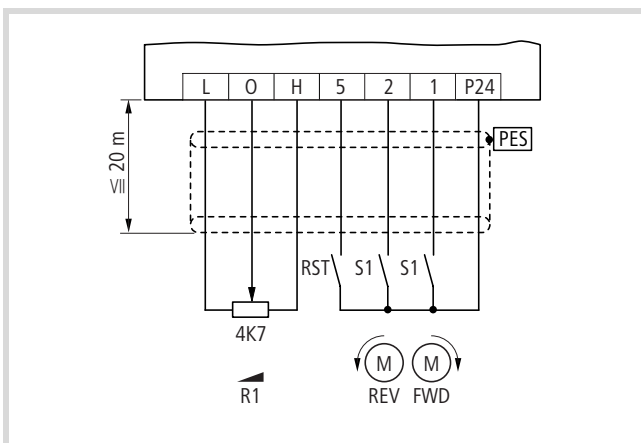 L O H 5 2 1 P24
PES
≦ 20 m
RST S1 S1
4K7
M M
R1 REV FWD